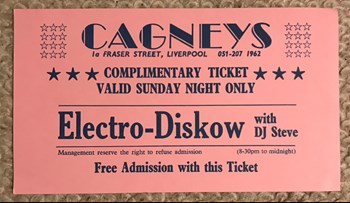 CAGNEYS
1a FRASER STREET, LIVERPOOL 051-207 1962
COMPLIMENTARY TICKET
VALID SUNDAY NIGHT ONLY
Electro-Diskow with
DJ Steve
Management reserve the right to refuse admission (8-30pm to midnight)
Free Admission with this Ticket